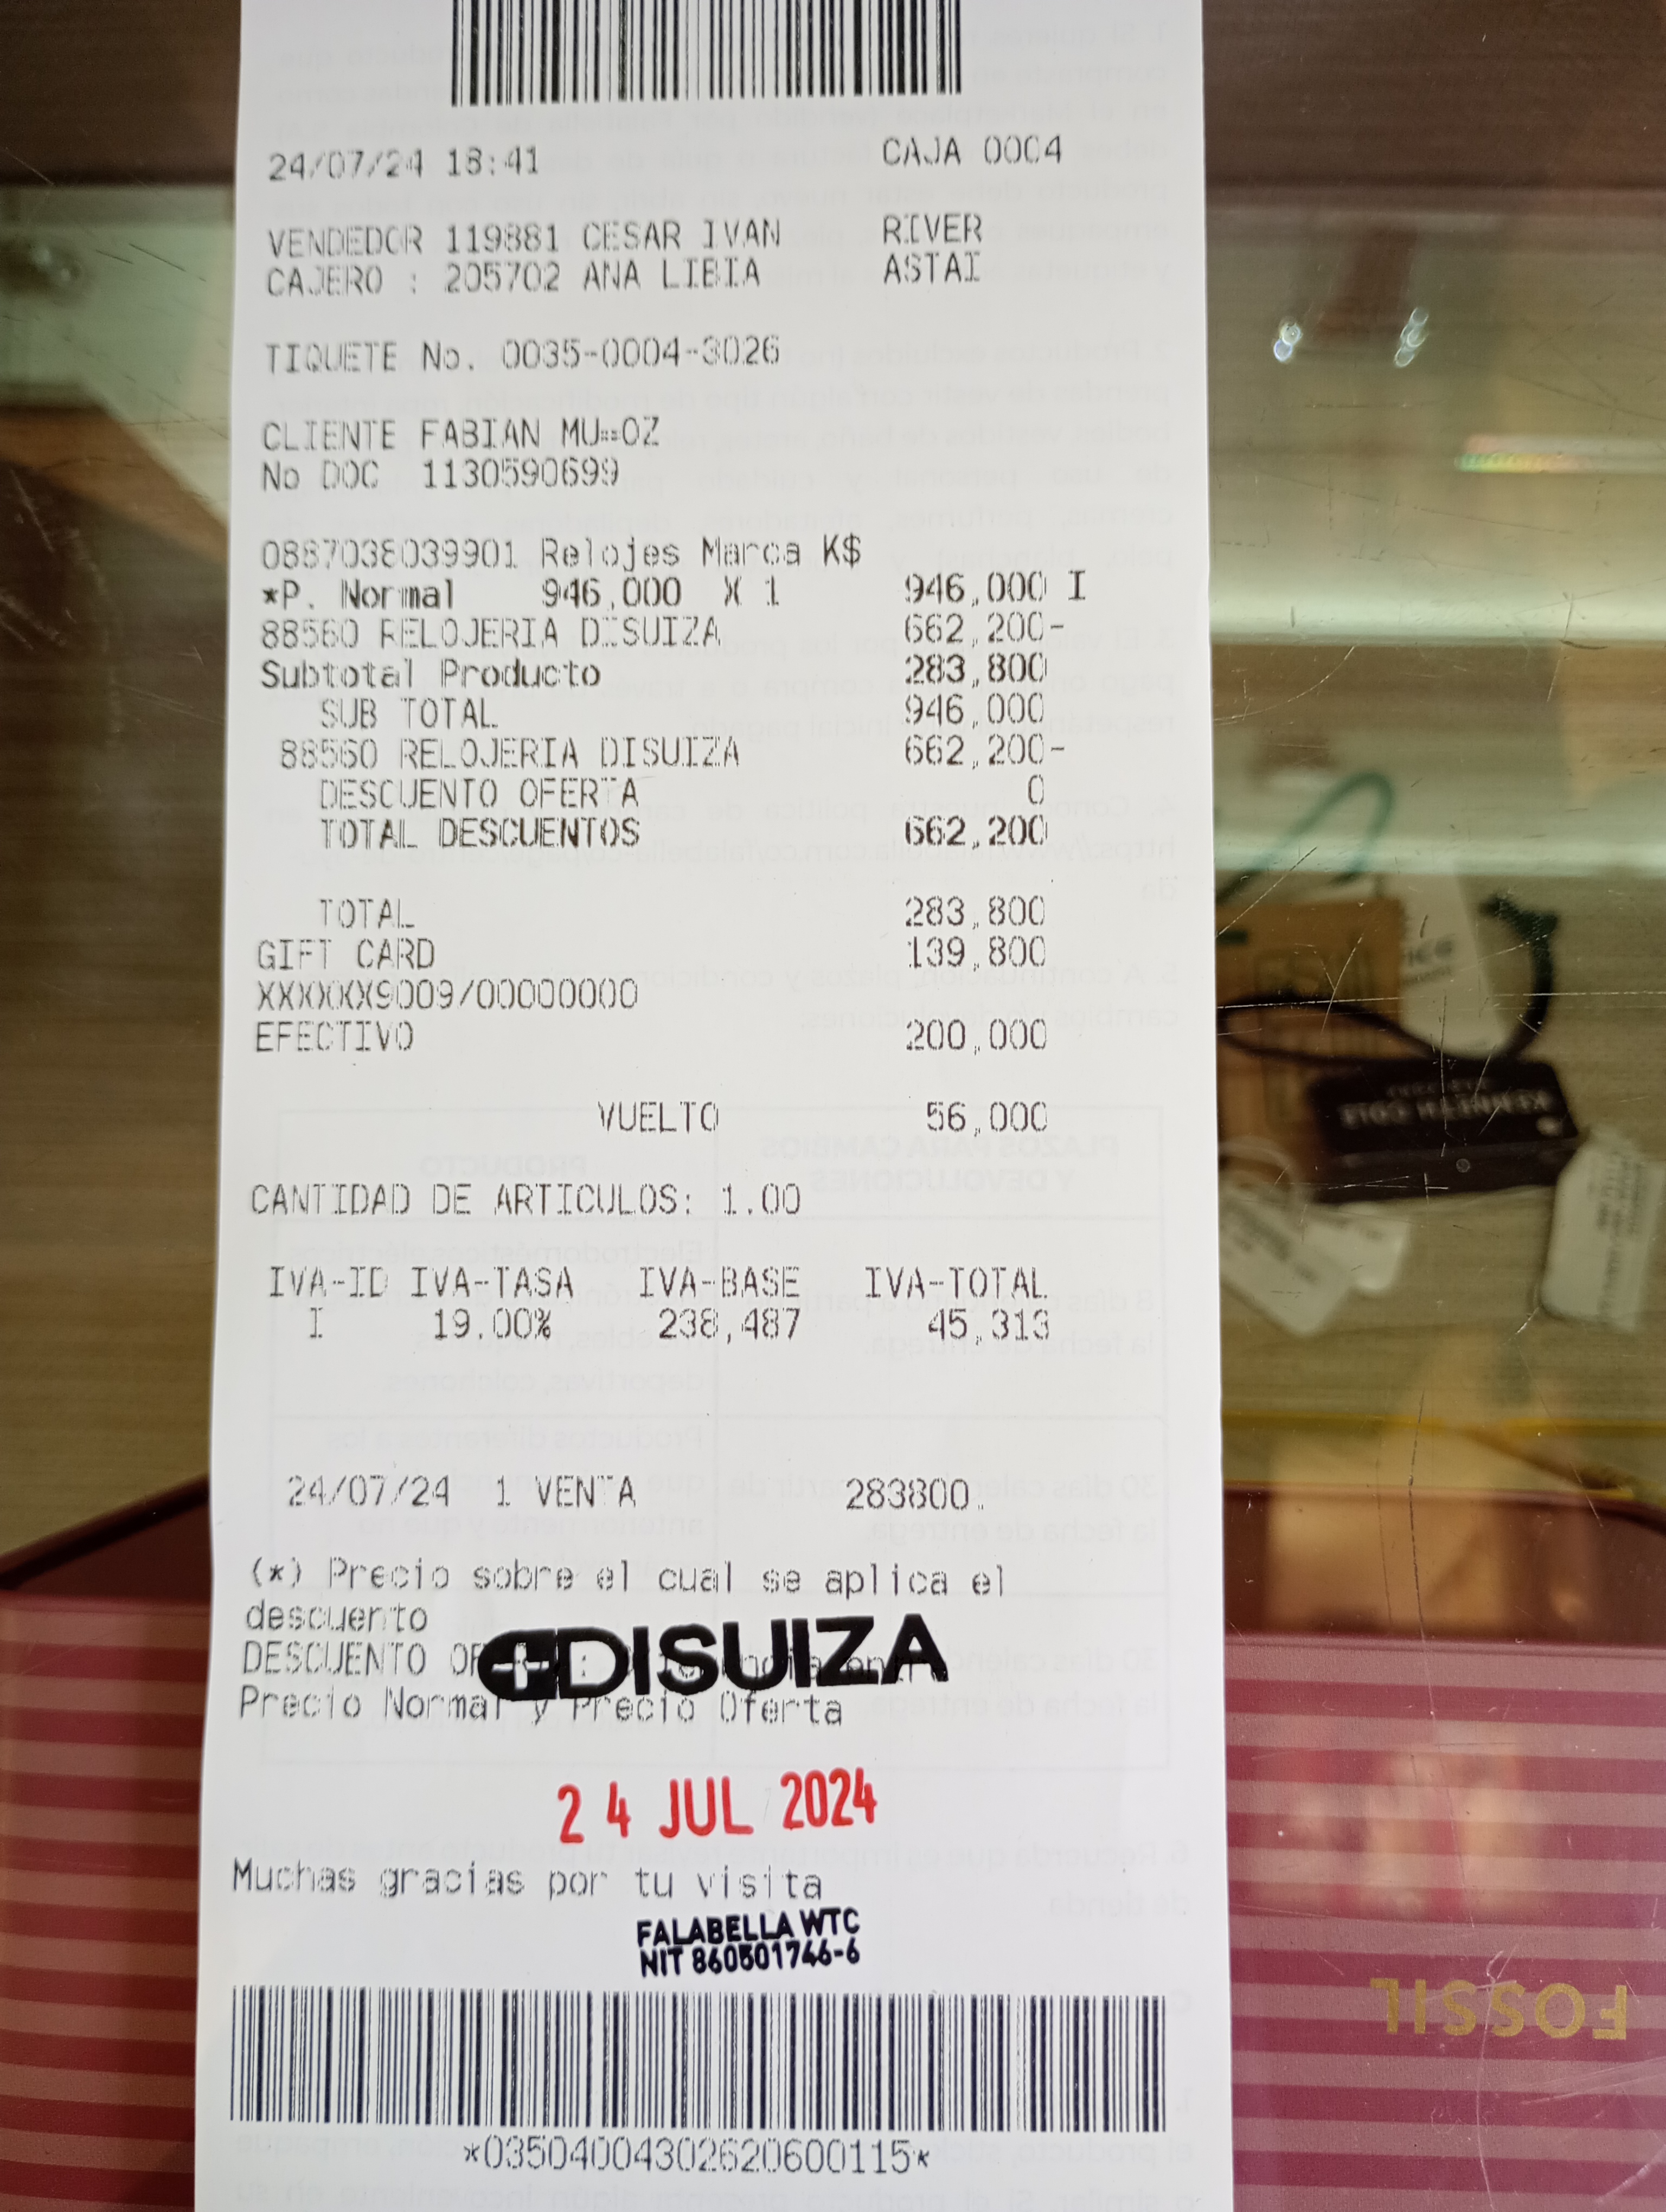 24/07/24 18:41 CAJA 0004
VENDEDOR 119881 CESAR IVAN RIVER
CAJERO : 205702 ANA LIBIA ASTAI
TIQUETE No. 0035-0004-3026
CLIENTE FABIAN MU==OZ
No DOC 1130590699
0887038039901 Relojes Marca K$
*P. Normal 946,000 X 1 946,000 I
88560 RELOJERIA DISUIZA 662,200-
Subtotal Producto 283,800
SUB TOTAL 946,000
88560 RELOJERIA DISUIZA 662,200-
DESCUENTO OFERTA 0
TOTAL DESCUENTOS 662,200
TOTAL 283,800
GIFT CARD 139,800
XXXXXX9009/00000000
EFECTIVO 200,000
VUELTO 56,000
CANTIDAD DE ARTICULOS: 1.00
IVA-ID IVA-TASA IVA-BASE IVA-TOTAL
I 19.00% 238,487 45,313
24/07/24 1 VENTA 283800.
(*) Precio sobre el cual se aplica el
descuento
DISUIZA
DESCUENTO
Precio Normal y Precio Oferta
24 JUL 2024
Muchas gracias por tu visita
FALABELLA WTC
NIT 860501746-6
*03504004302620600115*
KENNETH COLE
FOSSIL